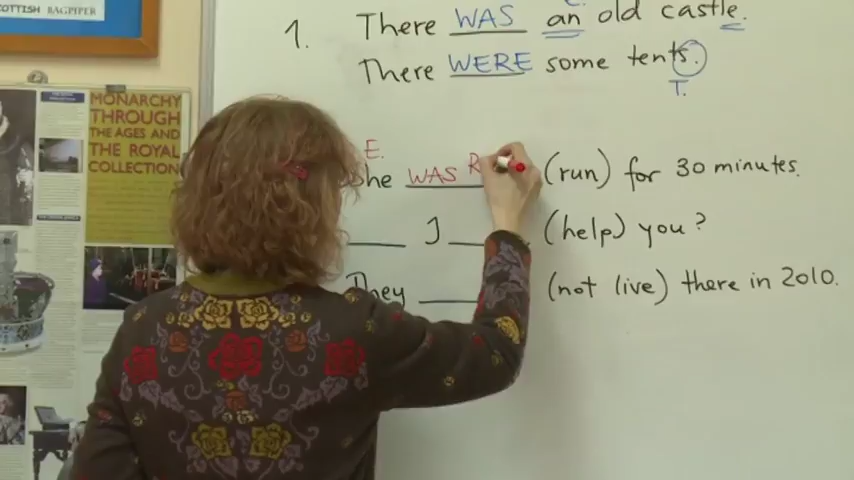 SCOTTISH BAGPIPER
1. There WAS an old castle.
There WERE some tents.
T.
MONARCHY
THROUGH
THE AGES AND
THE ROYAL
COLLECTION
E.
he WAS R (run) for 30 minutes.
I (help) you?
They (not live) there in 2010.